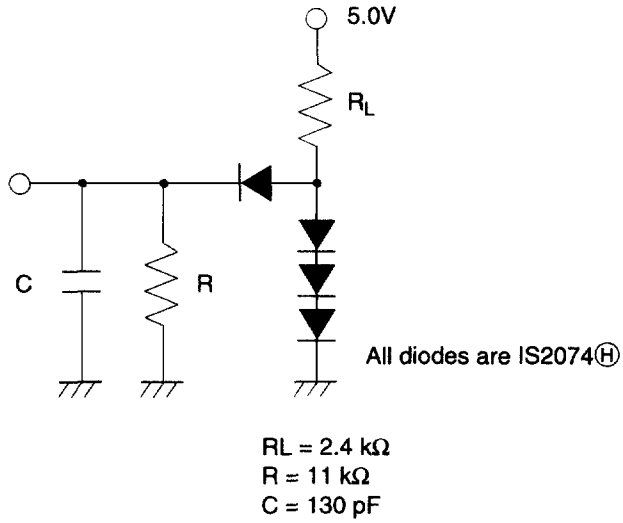 5.0V
RL
C
R
All diodes are IS2074Ⓗ
RL = 2.4 kΩ
R = 11 kΩ
C = 130 pF